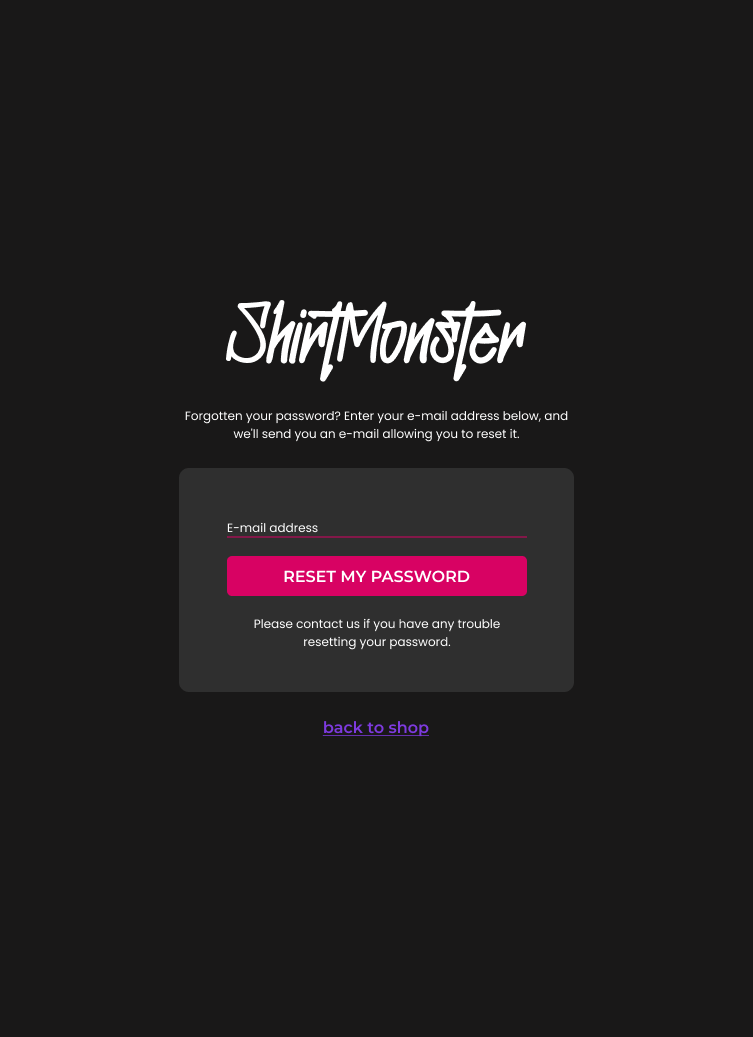 ShirtMonster
Forgotten your password? Enter your e-mail address below, and
we'll send you an e-mail allowing you to reset it.
E-mail address
RESET MY PASSWORD
Please contact us if you have any trouble
resetting your password.
back to shop